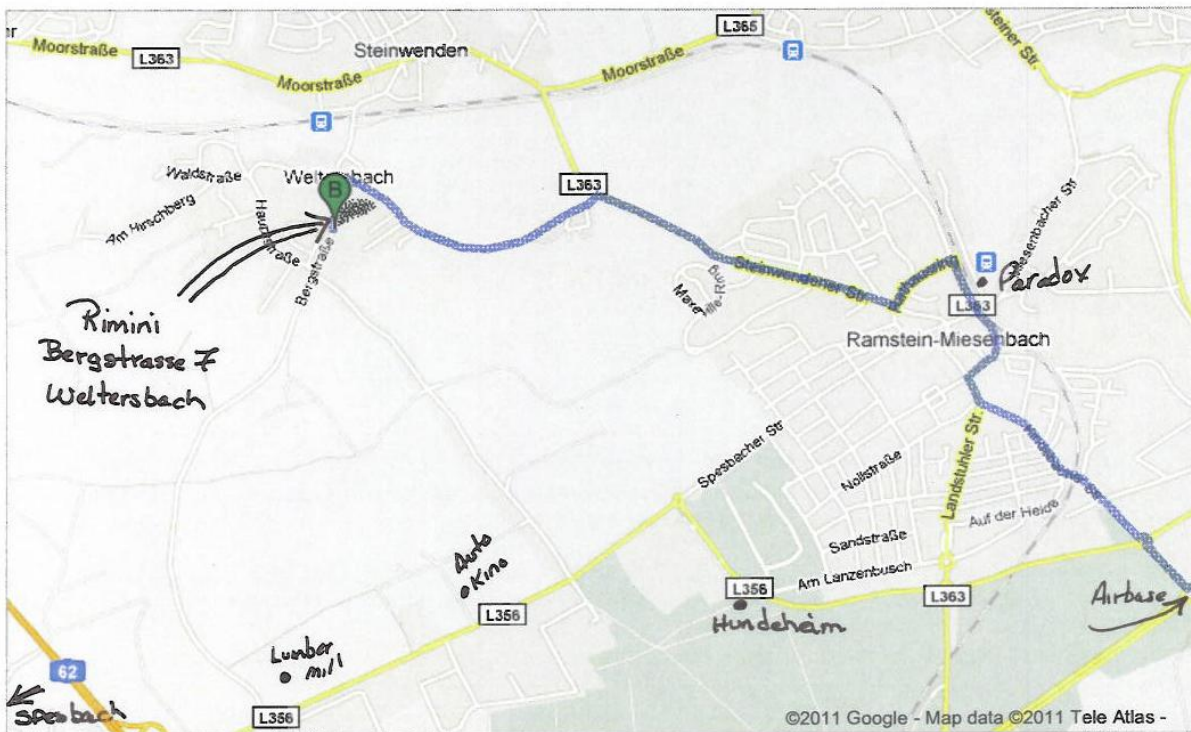 L365
Moorstraße
L363
Steinwenden
Moorstraße
Moorstraße
Waldstraße
Weltersbach
B
Am Hirschberg
Hauptstraße
Bergstraße
L363
Steinwendener Str.
Miesenbacher Str
Paradox
L363
Ramstein-Miesenbach
Rimini
Bergstrasse 7
Weltersbach
Spesbacher Str
Nollstraße
Landstuhler Str.
Auf der Heide
Sandstraße
Am Lanzenbusch
Auto
Kino
L356
L356
Hundeheim
L363
Airbase
Lumber
mill
62
Spesbach
L356
©2011 Google - Map data ©2011 Tele Atlas -